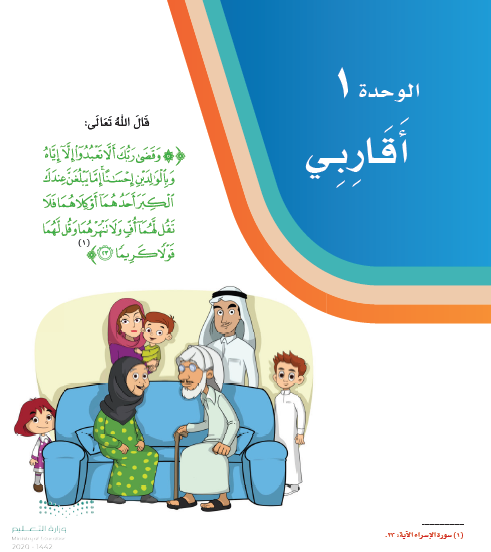 الوحدة ١
أَقَارِبِي
قَالَ اللهُ تَعَالَى:
﴿ وَقَضَىٰ رَبُّكَ أَلَّا تَعْبُدُوٓا۟ إِلَّآ إِيَّاهُ
وَبِٱلْوَٰلِدَيْنِ إِحْسَـٰنًا ۚ إِمَّا يَبْلُغَنَّ عِندَكَ
ٱلْكِبَرَ أَحَدُهُمَآ أَوْ كِلَاهُمَا فَلَا
تَقُل لَّهُمَآ أُفٍّ وَلَا تَنْهَرْهُمَا وَقُل لَّهُمَا
قَوْلًا كَرِيمًا ٢٣ ﴾ (١)
(١) سورة الإسراء الآية: ٢٣.
وزارة التعليم
Ministry of Education
2020 - 1442